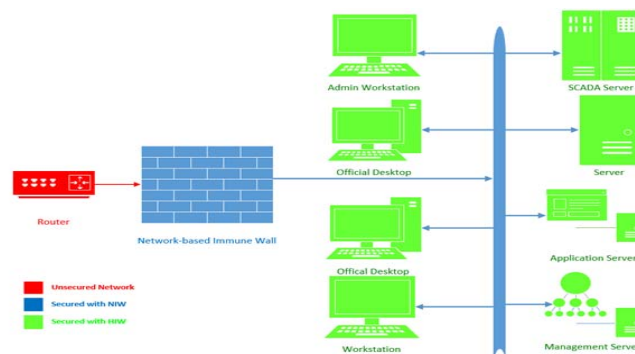 Admin Workstation
SCADA Server
Official Desktop
Server
Router
Network-based Immune Wall
Offical Desktop
Application Server
Unsecured Network
Secured with NIW
Secured with HIW
Workstation
Management Serve